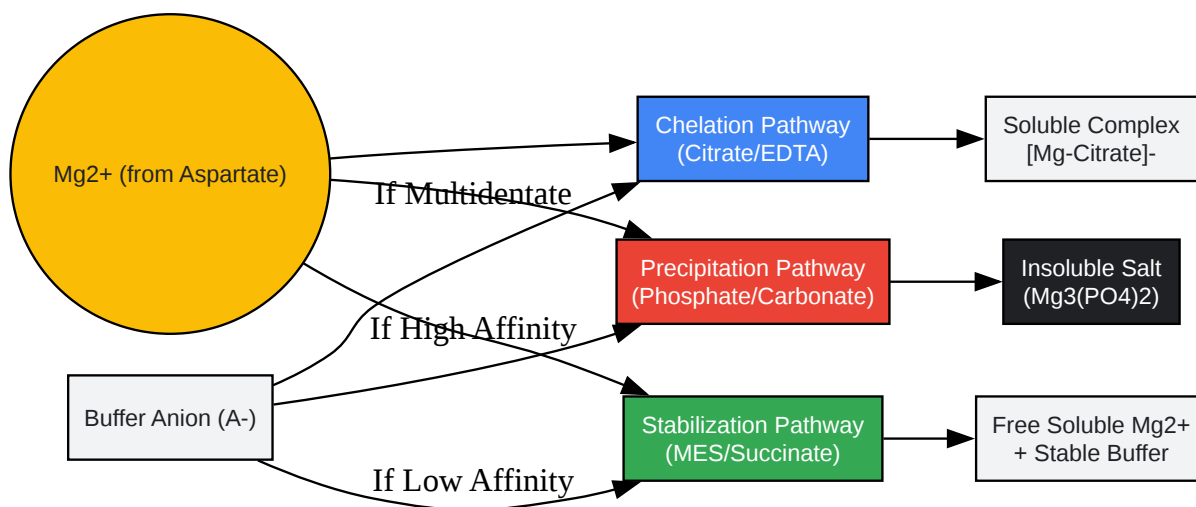 Mg2+ (from Aspartate)
Buffer Anion (A-)
If Multidentate
If High Affinity
If Low Affinity
Chelation Pathway
(Citrate/EDTA)
Precipitation Pathway
(Phosphate/Carbonate)
Stabilization Pathway
(MES/Succinate)
Soluble Complex
[Mg-Citrate]-
Insoluble Salt
(Mg3(PO4)2)
Free Soluble Mg2+
+ Stable Buffer